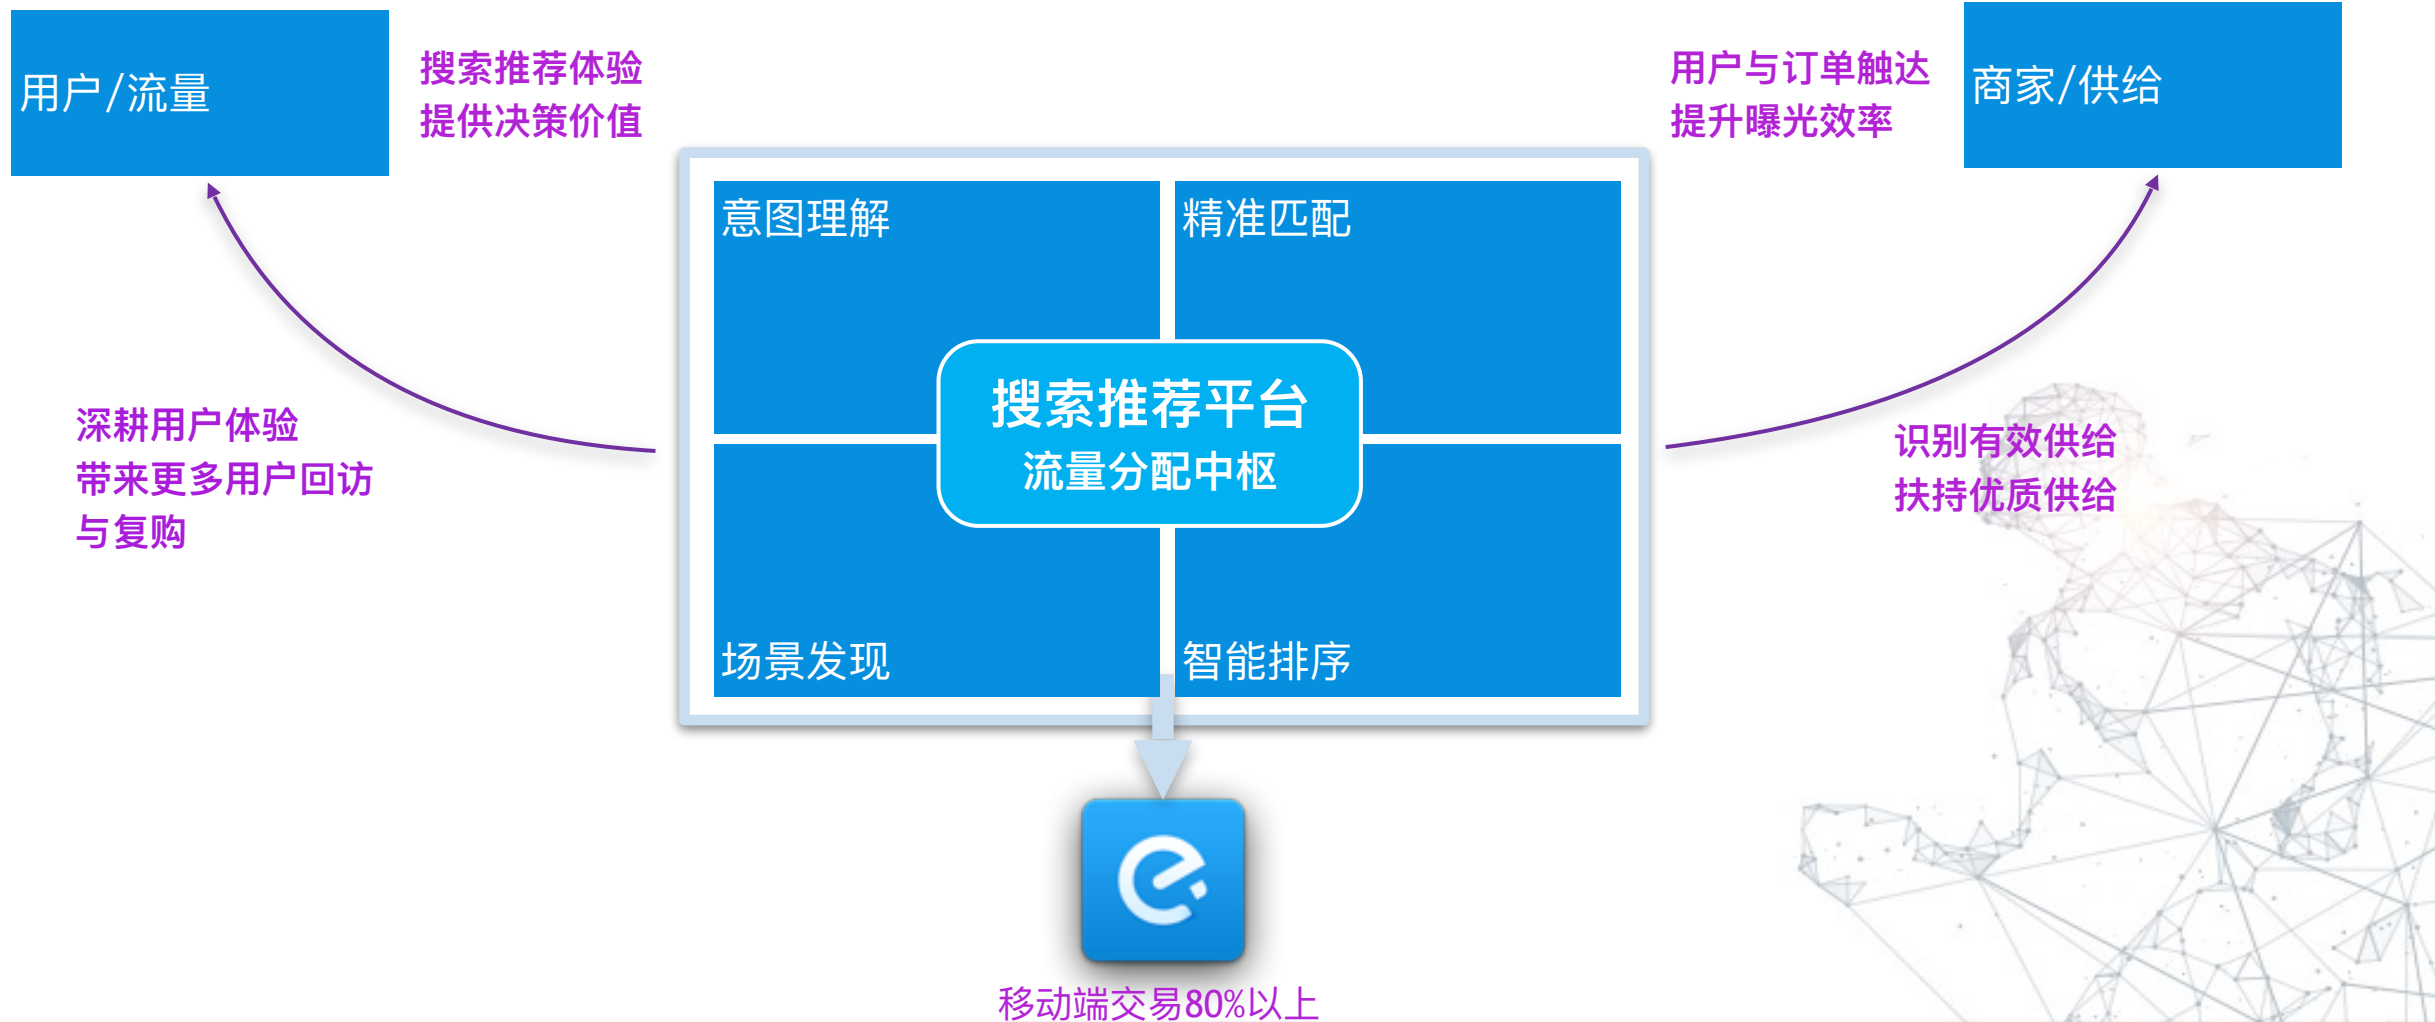 用户/流量
搜索推荐体验
提供决策价值
用户与订单触达
提升曝光效率
商家/供给
意图理解
精准匹配
搜索推荐平台
流量分配中枢
场景发现
智能排序
深耕用户体验
带来更多用户回访
与复购
识别有效供给
扶持优质供给
移动端交易80%以上